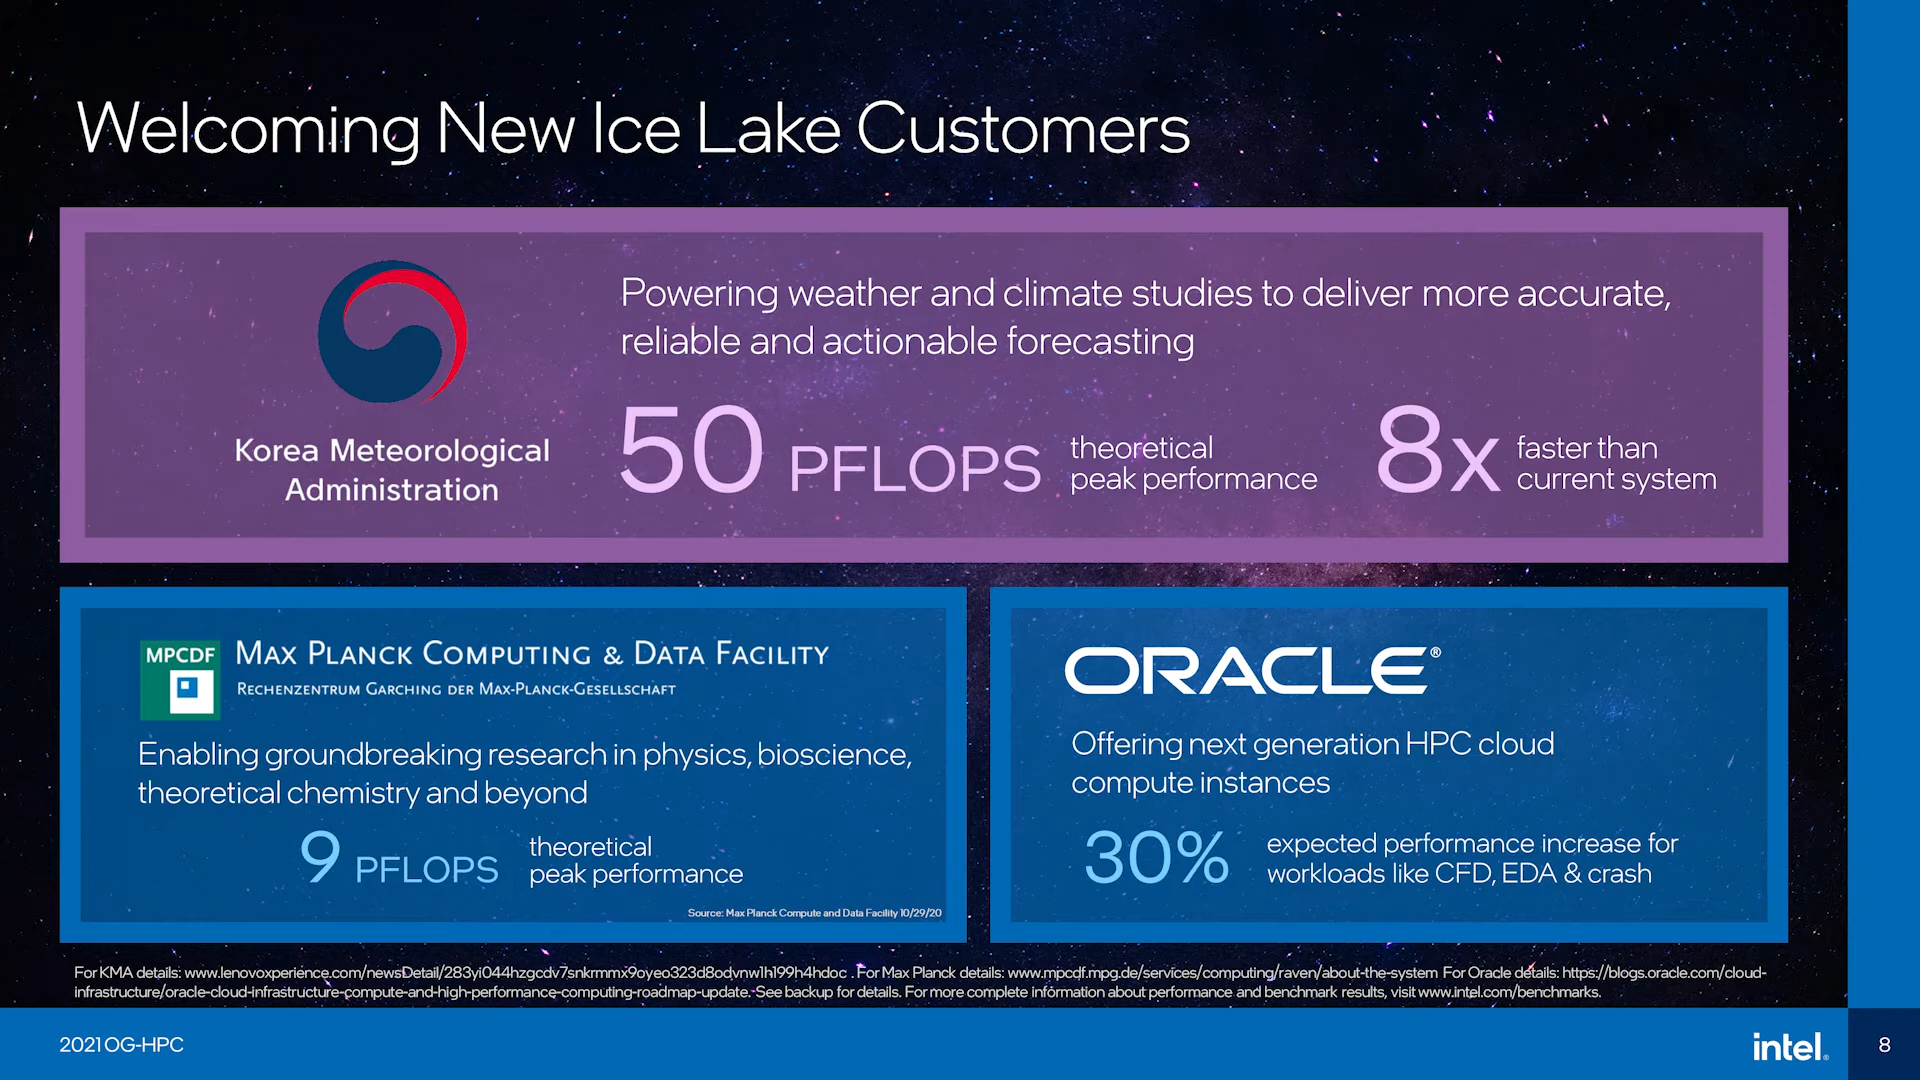 Welcoming New Ice Lake Customers
Korea Meteorological
Administration
Powering weather and climate studies to deliver more accurate,
reliable and actionable forecasting
50 PFLOPS theoretical
peak performance
8x faster than
current system
MPCDF
MAX PLANCK COMPUTING & DATA FACILITY
RECHENZENTRUM GARCHING DER MAX-PLANCK-GESELLSCHAFT
Enabling groundbreaking research in physics, bioscience,
theoretical chemistry and beyond
9 PFLOPS theoretical
peak performance
Source: Max Planck Compute and Data Facility 10/29/20
ORACLE®
Offering next generation HPC cloud
compute instances
30% expected performance increase for
workloads like CFD, EDA & crash
For KMA details: www.lenovoxperience.com/newsDetail/283yi044hzgcdv7snkrmmx9oyeo323d8odvnw1h199h4hdoc . For Max Planck details: www.mpcdf.mpg.de/services/computing/raven/about-the-system For Oracle details: https://blogs.oracle.com/cloud-
infrastructure/oracle-cloud-infrastructure-compute-and-high-performance-computing-roadmap-update. See backup for details. For more complete information about performance and benchmark results, visit www.intel.com/benchmarks.
2021 OG-HPC
intel.
8